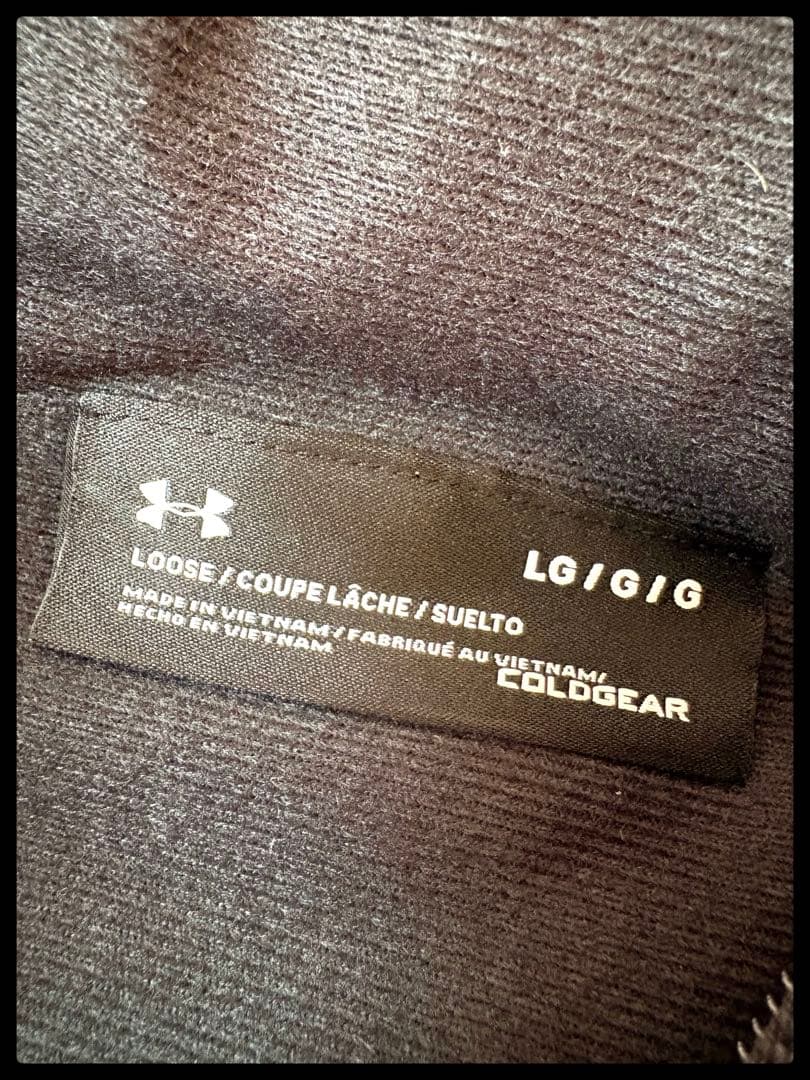 LG / G / G
LOOSE / COUPE LÂCHE / SUELTO
MADE IN VIETNAM / FABRIQUÉ AU VIETNAM/
HECHO EN VIETNAM
COLDGEAR